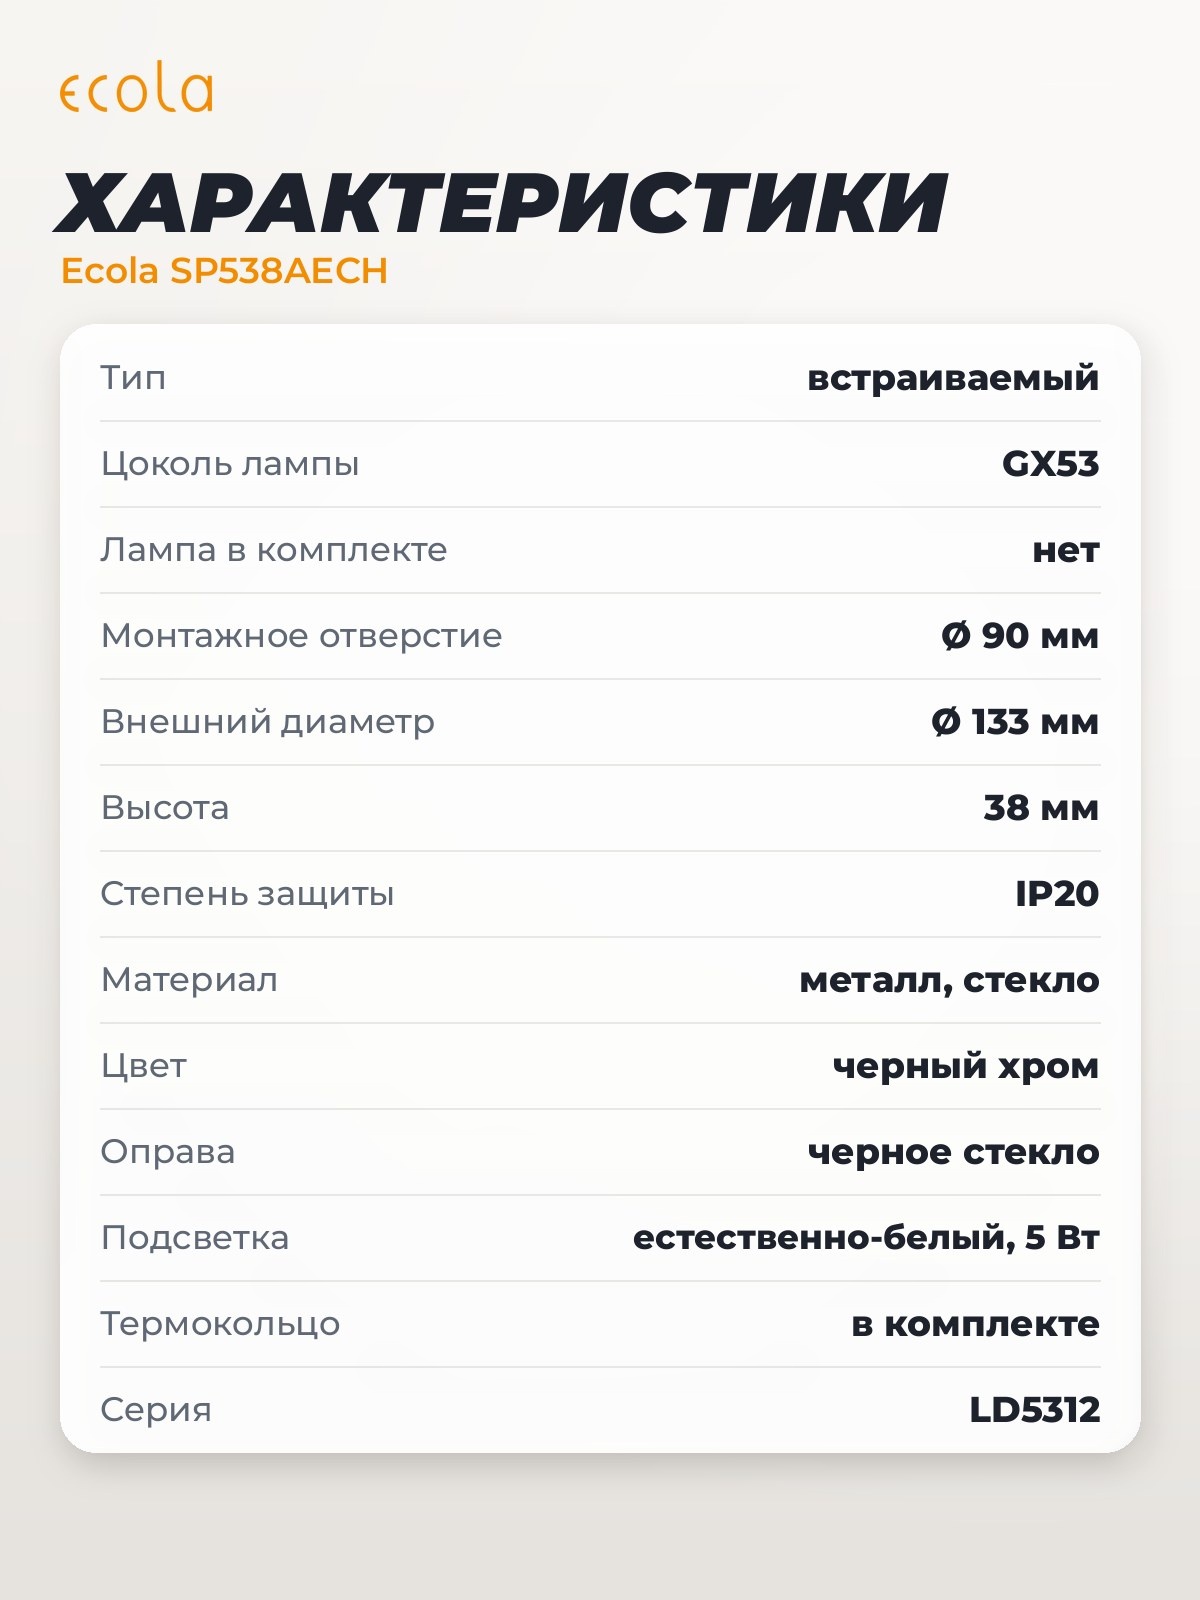 ecola
ХАРАКТЕРИСТИКИ
Ecola SP538AECH
Тип встраиваемый
Цоколь лампы GX53
Лампа в комплекте нет
Монтажное отверстие Ø 90 мм
Внешний диаметр Ø 133 мм
Высота 38 мм
Степень защиты IP20
Материал металл, стекло
Цвет черный хром
Оправа черное стекло
Подсветка естественно-белый, 5 Вт
Термокольцо в комплекте
Серия LD5312